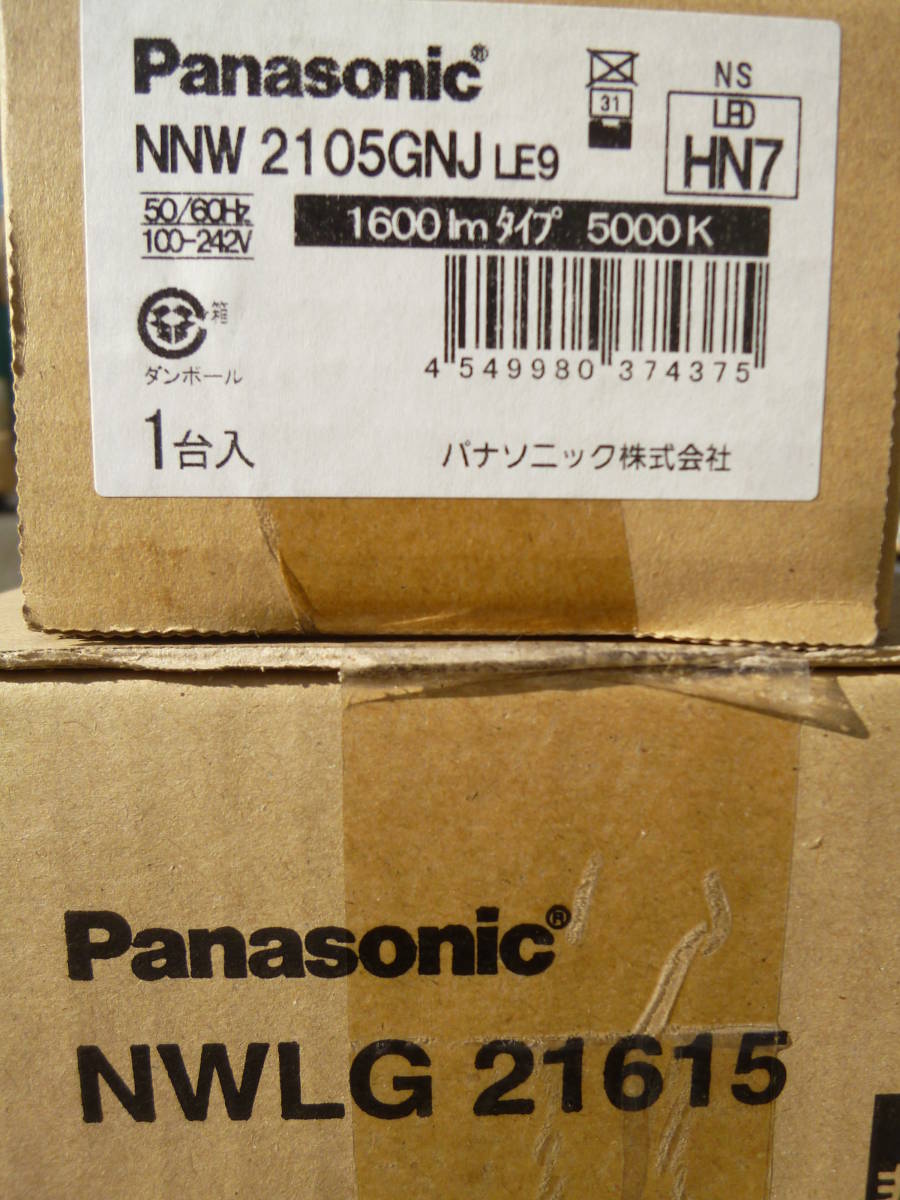 Panasonic®
NNW 2105GNJ LE9
31
NS
LED
HN7
50/60Hz
100-242V
1600 lm タイプ 5000K
箱
ダンボール
4 549980 374375
1台入
パナソニック株式会社
Panasonic®
NWLG 21615